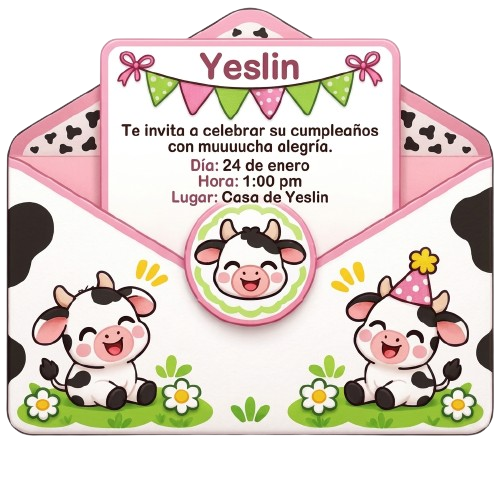 Yeslin
Te invita a celebrar su cumpleaños
con muuuucha alegría.
Día: 24 de enero
Hora: 1:00 pm
Lugar: Casa de Yeslin